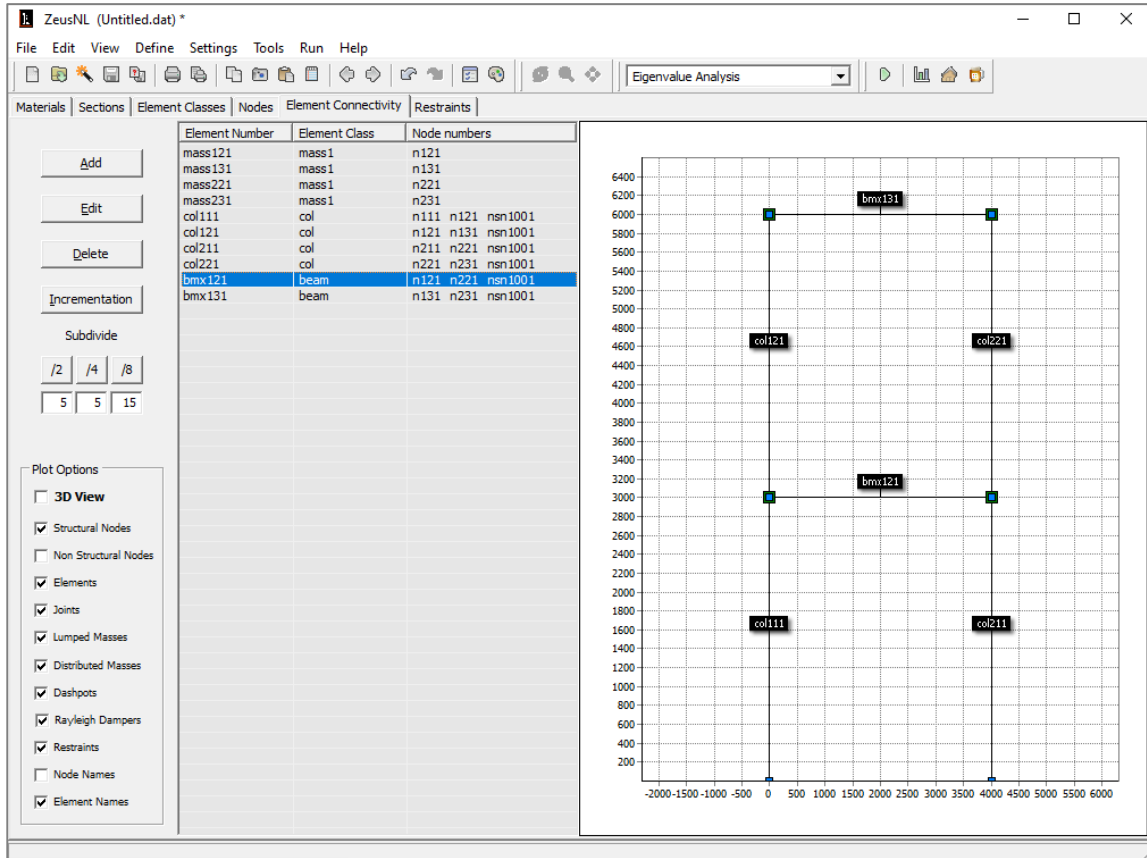 ZeusNL (Untitled.dat) *
File Edit View Define Settings Tools Run Help
Eigenvalue Analysis
Materials Sections Element Classes Nodes Element Connectivity Restraints
Add
Edit
Delete
Incrementation
Subdivide
/2 /4 /8
5 5 15
Plot Options
3D View
Structural Nodes
Non Structural Nodes
Elements
Joints
Lumped Masses
Distributed Masses
Dashpots
Rayleigh Dampers
Restraints
Node Names
Element Names
Element Number Element Class Node numbers
mass121 mass1 n121
mass131 mass1 n131
mass221 mass1 n221
mass231 mass1 n231
col111 col n111 n121 nsn1001
col121 col n121 n131 nsn1001
col211 col n211 n221 nsn1001
col221 col n221 n231 nsn1001
bmx121 beam n121 n221 nsn1001
bmx131 beam n131 n231 nsn1001
6400
6200
bmx131
6000
5800
5600
5400
5200
5000
4800
col121 col221
4600
4400
4200
4000
3800
3600
3400
3200
bmx121
3000
2800
2600
2400
2200
2000
1800
col111 col211
1600
1400
1200
1000
800
600
400
200
-2000 -1500 -1000 -500 0 500 1000 1500 2000 2500 3000 3500 4000 4500 5000 5500 6000